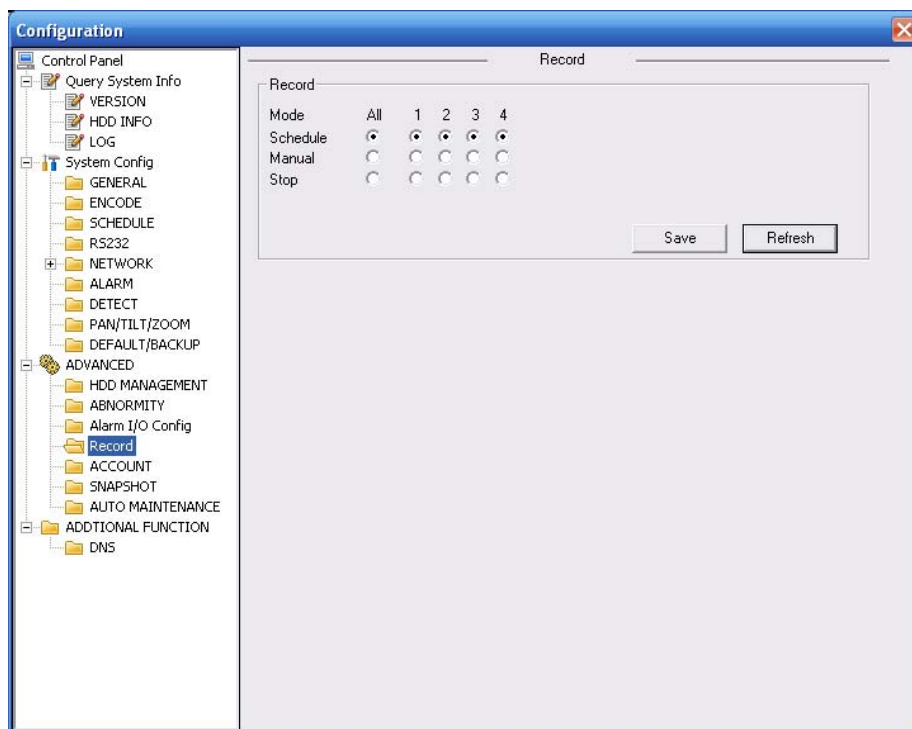 Configuration
Control Panel
Query System Info
VERSION
HDD INFO
LOG
System Config
GENERAL
ENCODE
SCHEDULE
RS232
NETWORK
ALARM
DETECT
PAN/TILT/ZOOM
DEFAULT/BACKUP
ADVANCED
HDD MANAGEMENT
ABNORMITY
Alarm I/O Config
Record
ACCOUNT
SNAPSHOT
AUTO MAINTENANCE
ADDTIONAL FUNCTION
DNS
Record
Record
Mode All 1 2 3 4
Schedule
Manual
Stop
Save Refresh